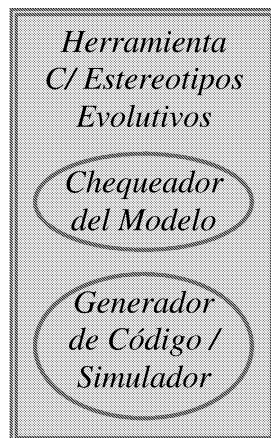 Herramienta
C/ Estereotipos
Evolutivos
Chequeador
del Modelo
Generador
de Código /
Simulador